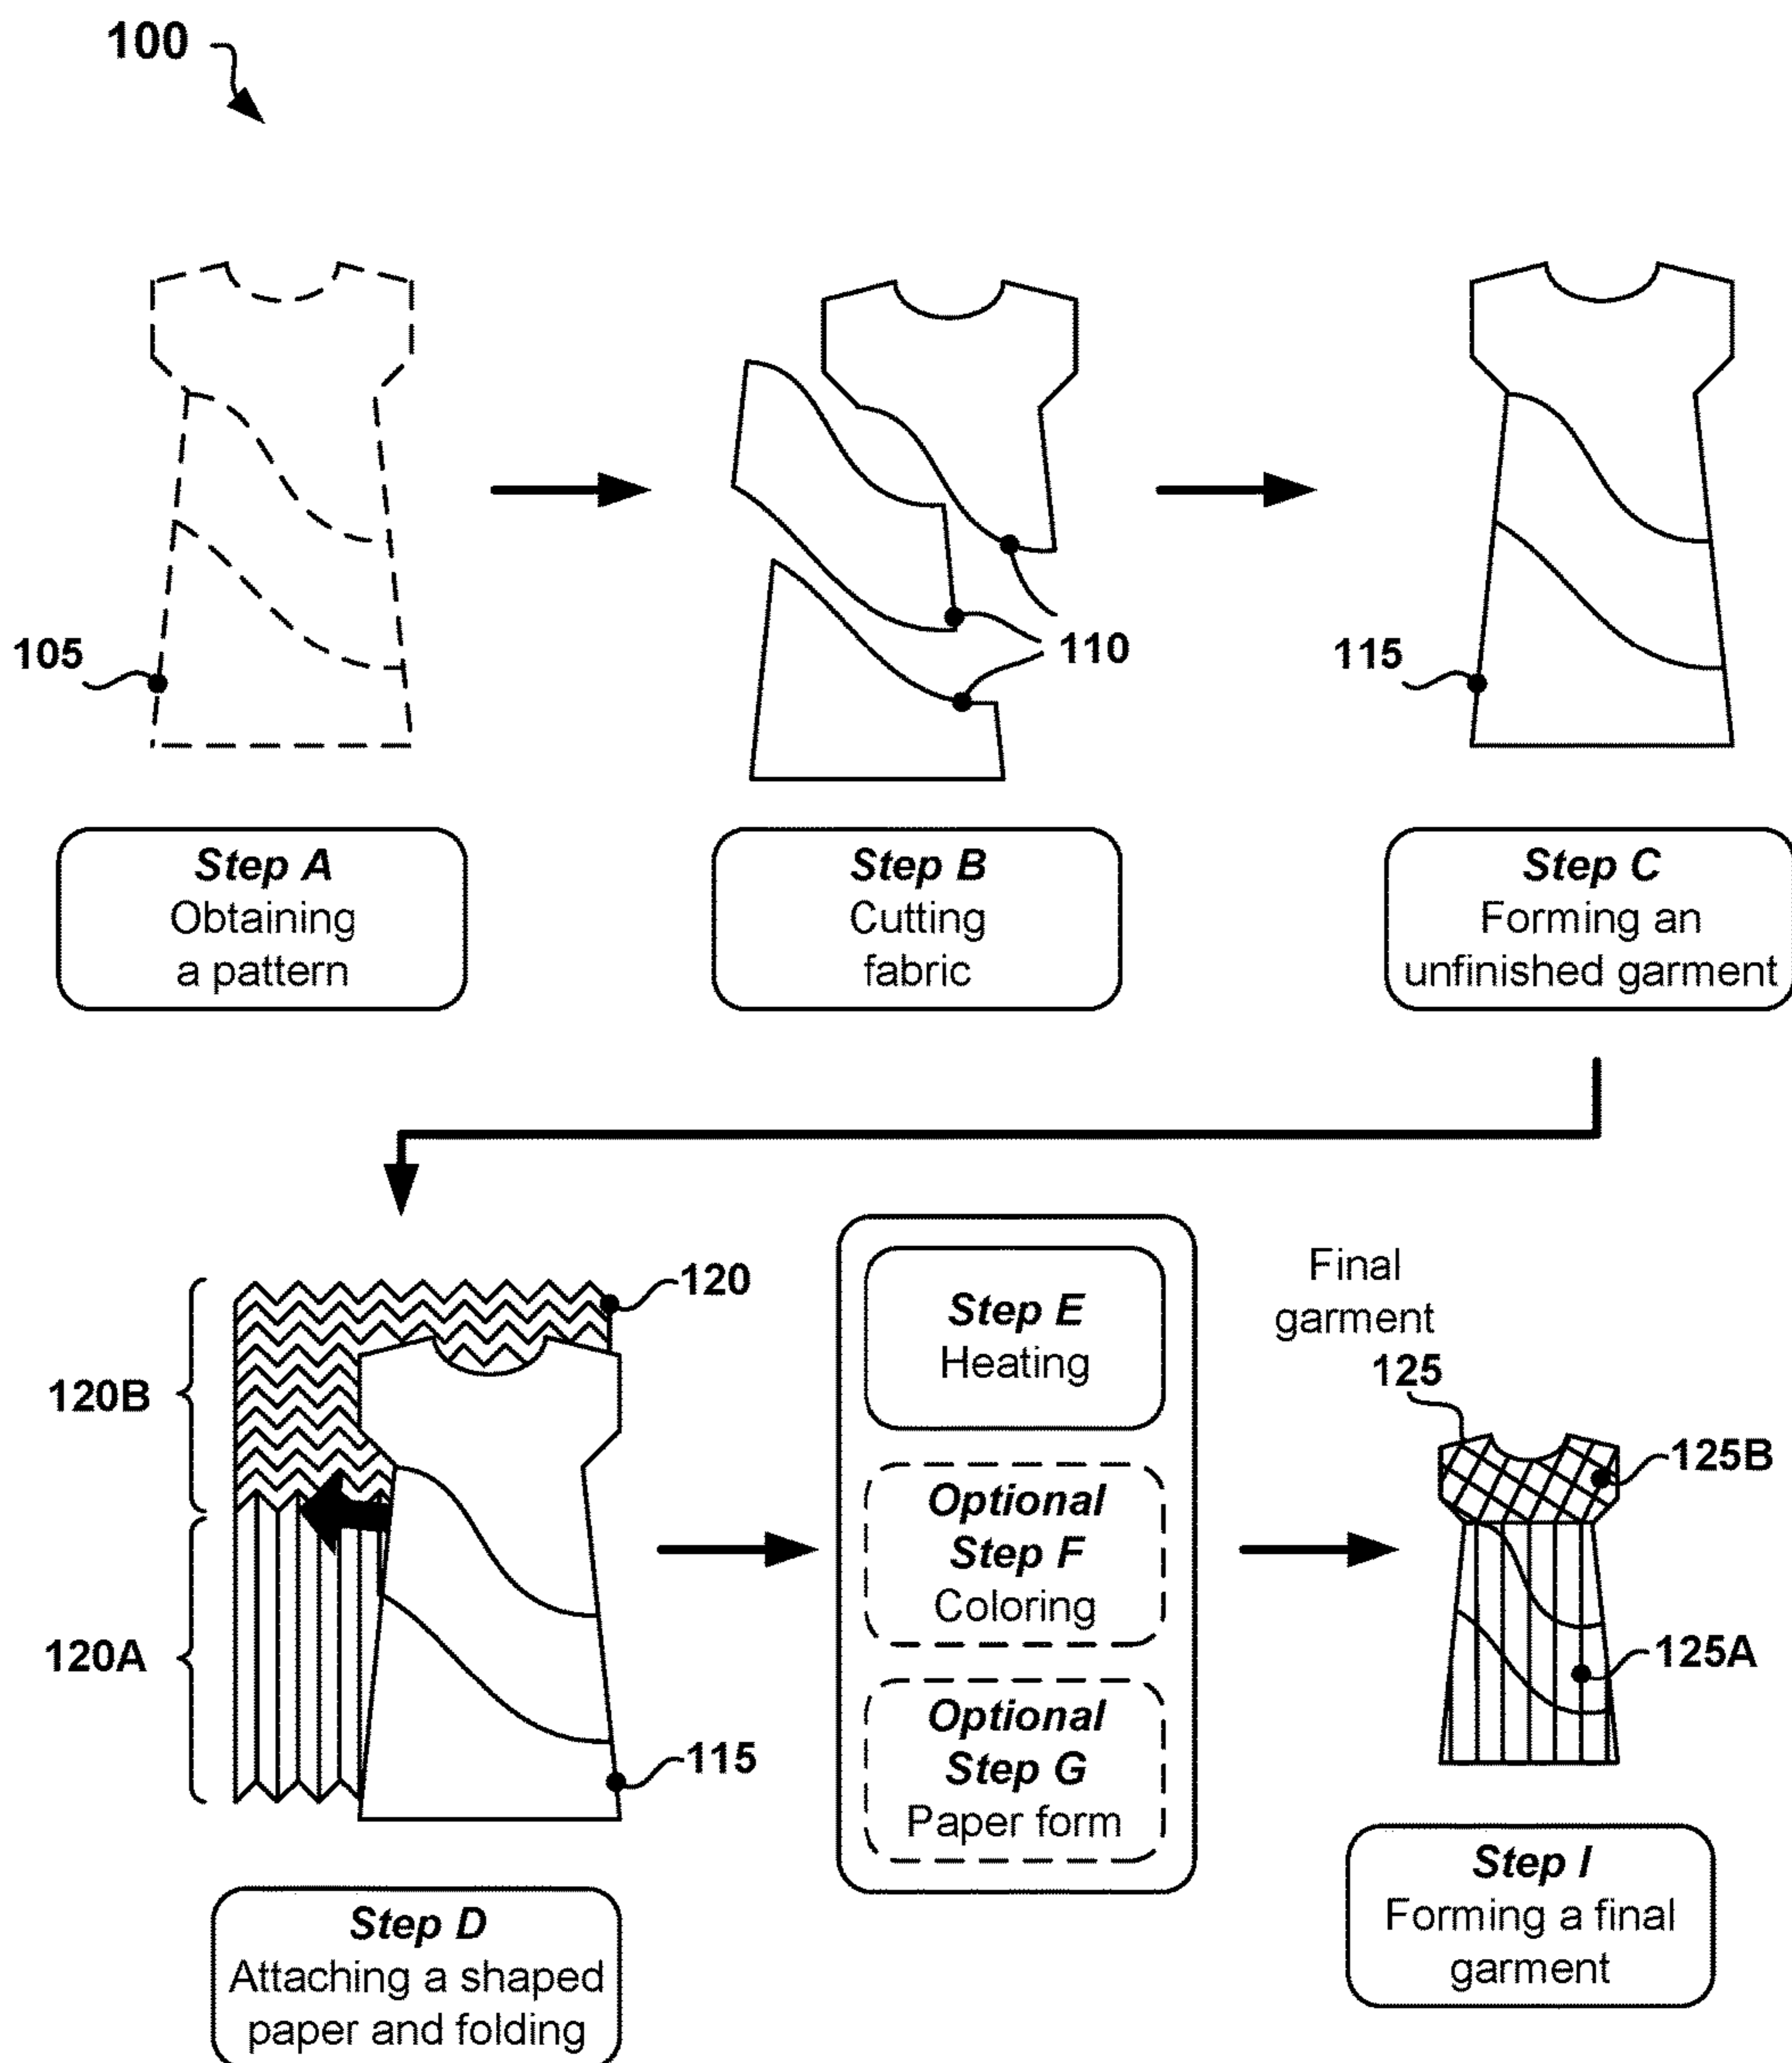 100
105
110
115
Step A
Obtaining
a pattern
Step B
Cutting
fabric
Step C
Forming an
unfinished garment
120
120B
120A
115
Step D
Attaching a shaped
paper and folding
Step E
Heating
Optional
Step F
Coloring
Optional
Step G
Paper form
Final
garment
125
125B
125A
Step I
Forming a final
garment